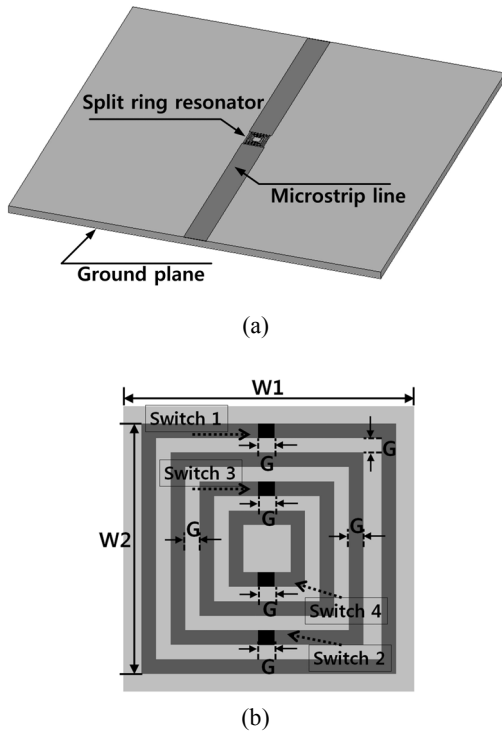 Split ring resonator
Microstrip line
Ground plane
(a)
W1
Switch 1
G
G
Switch 3
G
W2
G
G
G
Switch 4
G
Switch 2
(b)